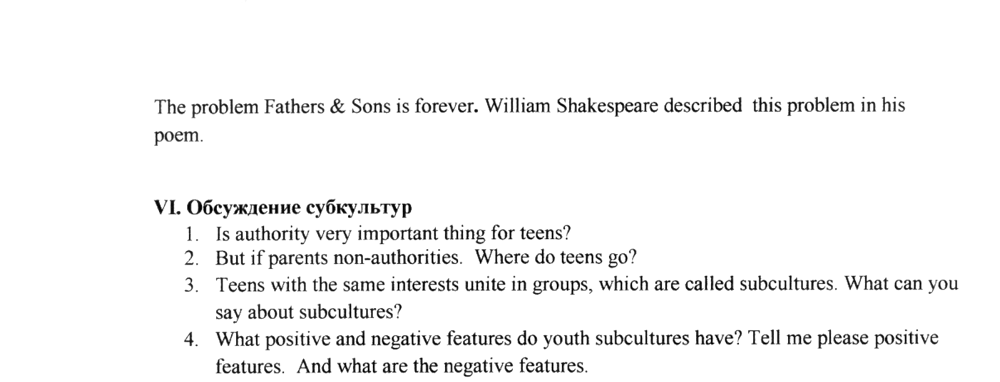 The problem Fathers & Sons is forever. William Shakespeare described  this problem in his
poem.
VI. Обсуждение субкультур
1. Is authority very important thing for teens?
2. But if parents non-authorities.  Where do teens go?
3. Teens with the same interests unite in groups, which are called subcultures. What can you
say about subcultures?
4. What positive and negative features do youth subcultures have? Tell me please positive
features.  And what are the negative features.